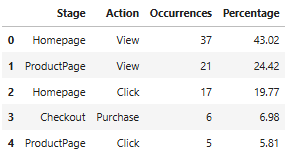 Stage Action Occurrences Percentage
0 Homepage View 37 43.02
1 ProductPage View 21 24.42
2 Homepage Click 17 19.77
3 Checkout Purchase 6 6.98
4 ProductPage Click 5 5.81